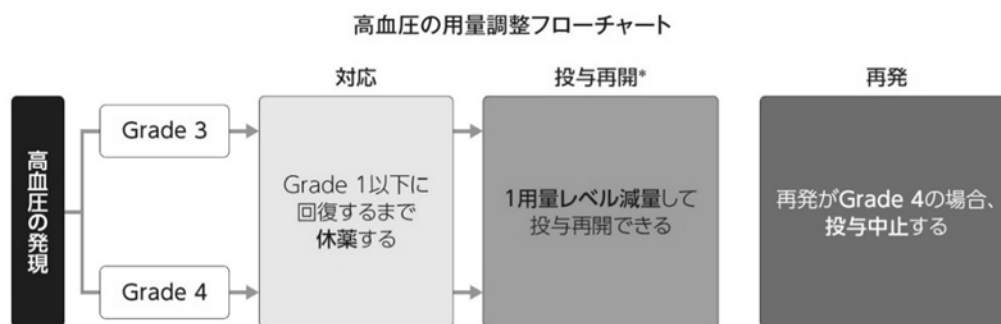 高血圧の用量調整フローチャート
対応
投与再開*
再発
高血圧の発現
Grade 3
Grade 4
Grade 1以下に
回復するまで
休薬する
1用量レベル減量して
投与再開できる
再発がGrade 4の場合、
投与中止する